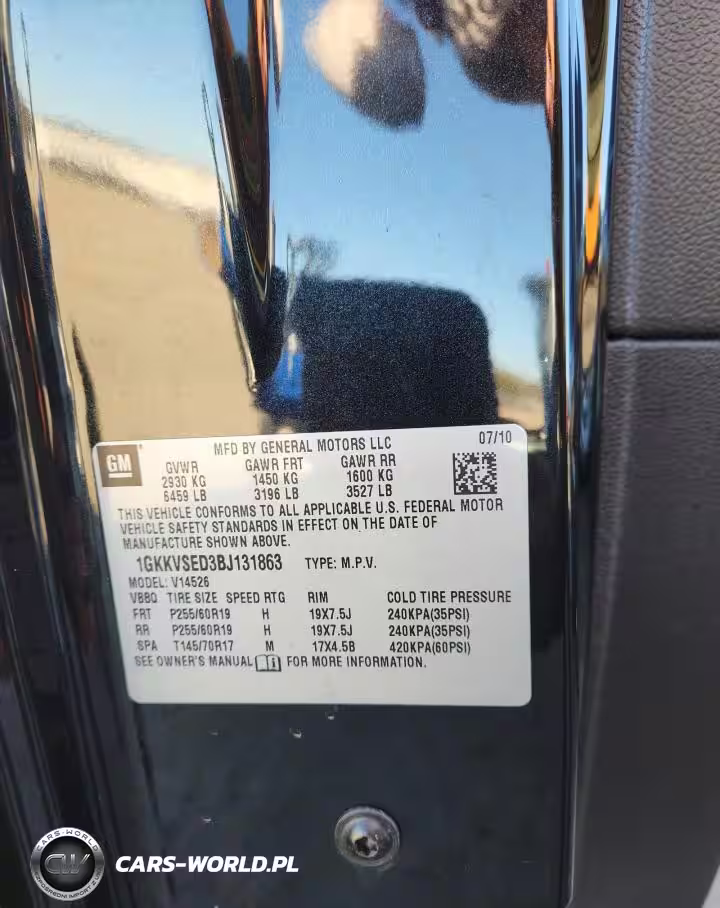 GM
MFD BY GENERAL MOTORS LLC 07/10
GVWR GAWR FRT GAWR RR
2930 KG 1450 KG 1600 KG
6459 LB 3196 LB 3527 LB
THIS VEHICLE CONFORMS TO ALL APPLICABLE U.S. FEDERAL MOTOR
VEHICLE SAFETY STANDARDS IN EFFECT ON THE DATE OF
MANUFACTURE SHOWN ABOVE.
1GKKVSED3BJ131863 TYPE: M.P.V.
MODEL: V14526
VBBQ TIRE SIZE SPEED RTG RIM COLD TIRE PRESSURE
FRT P255/60R19 H 19X7.5J 240KPA(35PSI)
RR P255/60R19 H 19X7.5J 240KPA(35PSI)
SPA T145/70R17 M 17X4.5B 420KPA(60PSI)
SEE OWNER'S MANUAL FOR MORE INFORMATION.
CARS-WORLD
CW
CARS-WORLD.PL